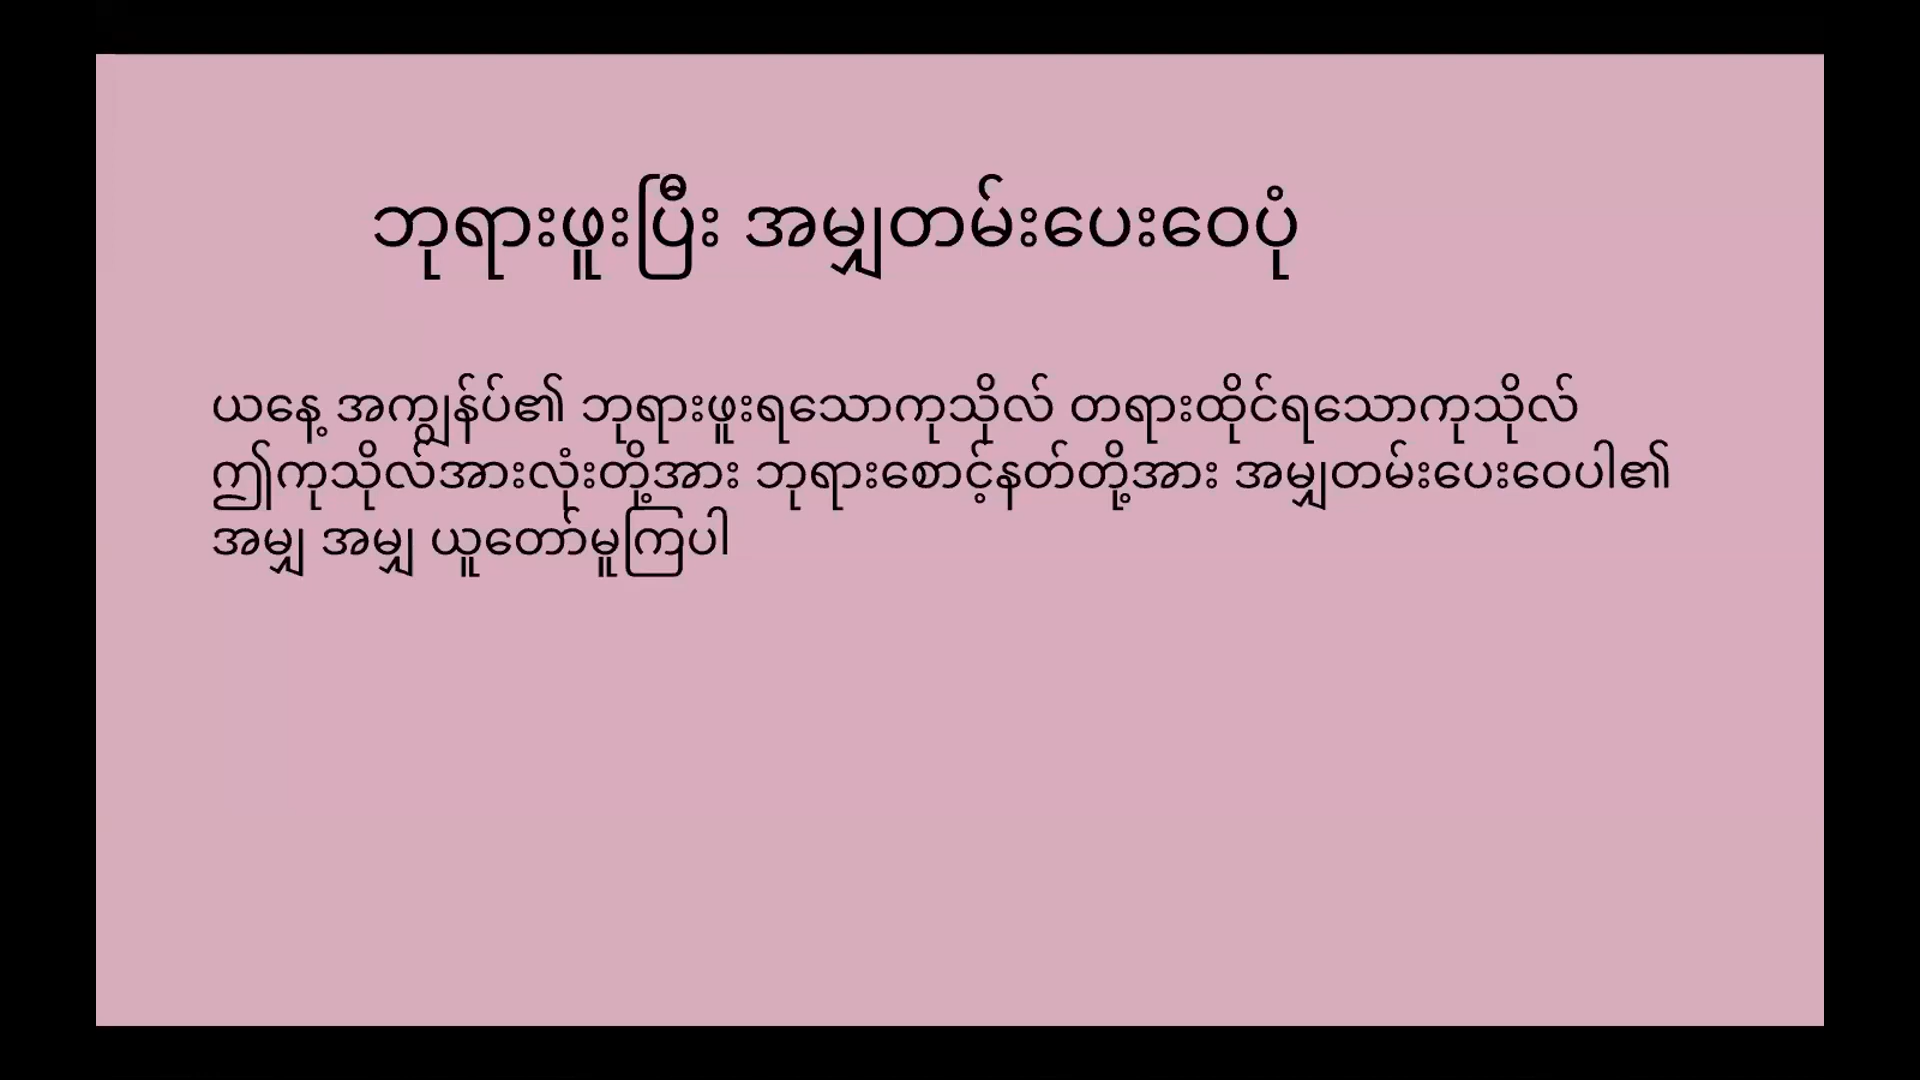 ဘုရားဖူးပြီး အမျှတမ်းပေးဝေပုံ
ယနေ့ အကျွန်ပ်၏ ဘုရားဖူးရသောကုသိုလ် တရားထိုင်ရသောကုသိုလ်
ဤကုသိုလ်အားလုံးတို့အား ဘုရားစောင့်နတ်တို့အား အမျှတမ်းပေးဝေပါ၏
အမျှ အမျှ ယူတော်မူကြပါ